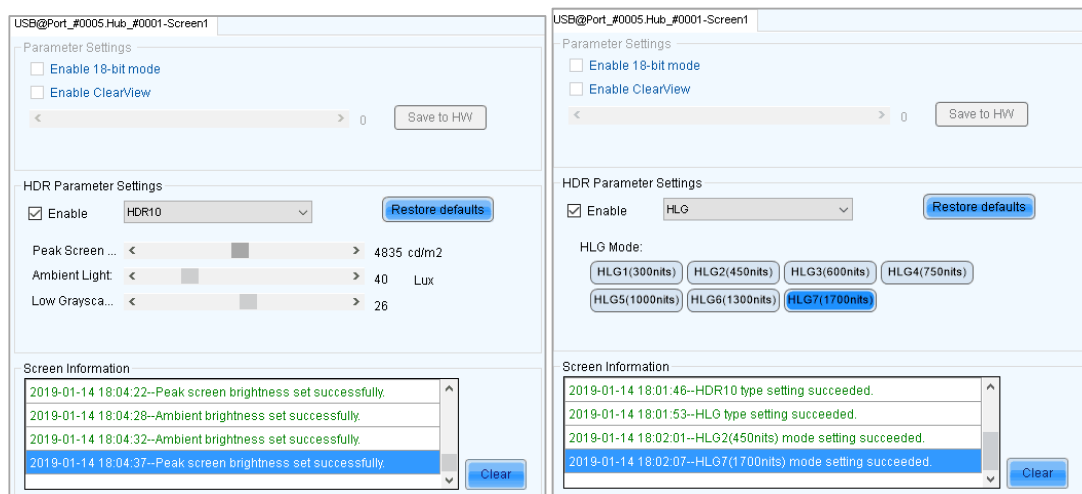 USB@Port_#0005.Hub_#0001-Screen1
Parameter Settings
Enable 18-bit mode
Enable ClearView
0
Save to HW
HDR Parameter Settings
Enable
HDR10
Restore defaults
Peak Screen ...
4835 cd/m2
Ambient Light:
40 Lux
Low Graysca...
26
Screen Information
2019-01-14 18:04:22--Peak screen brightness set successfully.
2019-01-14 18:04:28--Ambient brightness set successfully.
2019-01-14 18:04:32--Ambient brightness set successfully.
2019-01-14 18:04:37--Peak screen brightness set successfully.
Clear
USB@Port_#0005.Hub_#0001-Screen1
Parameter Settings
Enable 18-bit mode
Enable ClearView
0
Save to HW
HDR Parameter Settings
Enable
HLG
Restore defaults
HLG Mode:
HLG1(300nits) HLG2(450nits) HLG3(600nits) HLG4(750nits)
HLG5(1000nits) HLG6(1300nits) HLG7(1700nits)
Screen Information
2019-01-14 18:01:46--HDR10 type setting succeeded.
2019-01-14 18:01:53--HLG type setting succeeded.
2019-01-14 18:02:01--HLG2(450nits) mode setting succeeded.
2019-01-14 18:02:07--HLG7(1700nits) mode setting succeeded.
Clear